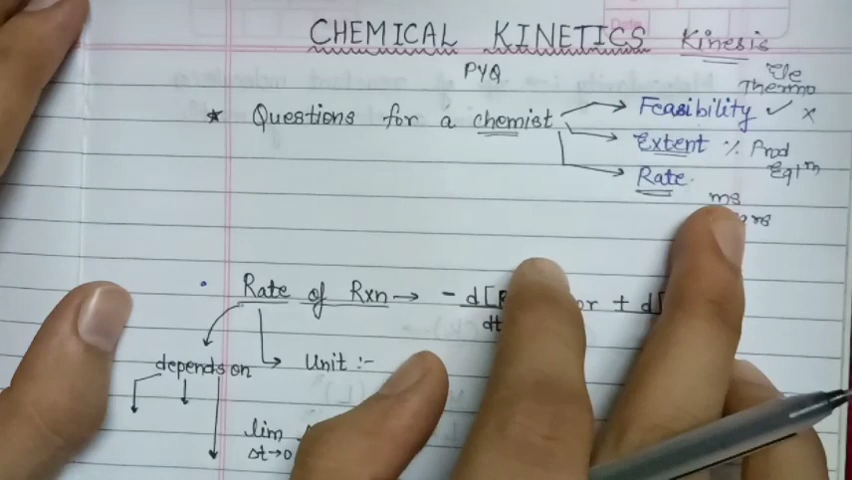 CHEMICAL KINETICS Kinesis
PYQ
Ele
Thermo
* Questions for a chemist → Feasibility ✓ ×
→ Extent % Prod
Eqlᵐ
→ Rate.
ms
Rate of Rxn → - d[ or + d[
dt
depends on
→ Unit :-
lim
Δt→0